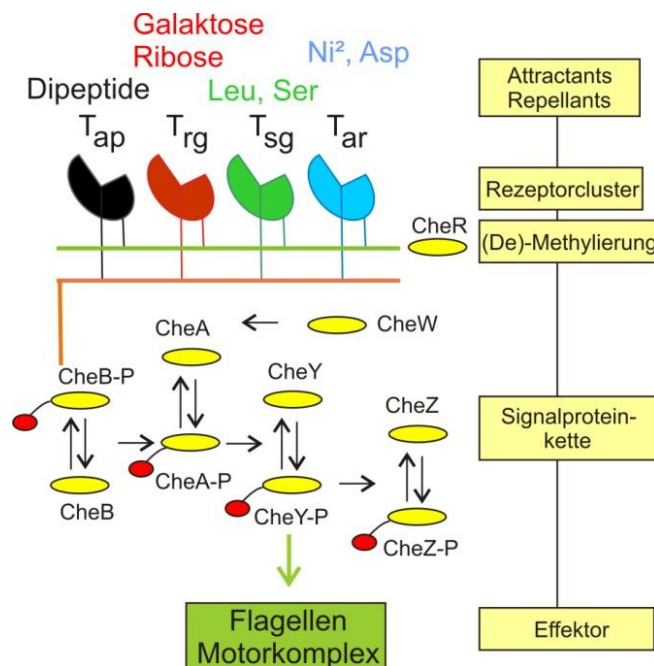 Galaktose
Ribose
Ni², Asp
Dipeptide
Leu, Ser
Tap
Trg
Tsg
Tar
CheR
CheW
CheA
CheB-P
CheY
CheZ
CheA-P
CheB
CheY-P
CheZ-P
Flagellen
Motorkomplex
Attractants
Repellants
Rezeptorcluster
(De)-Methylierung
Signalprotein-
kette
Effektor